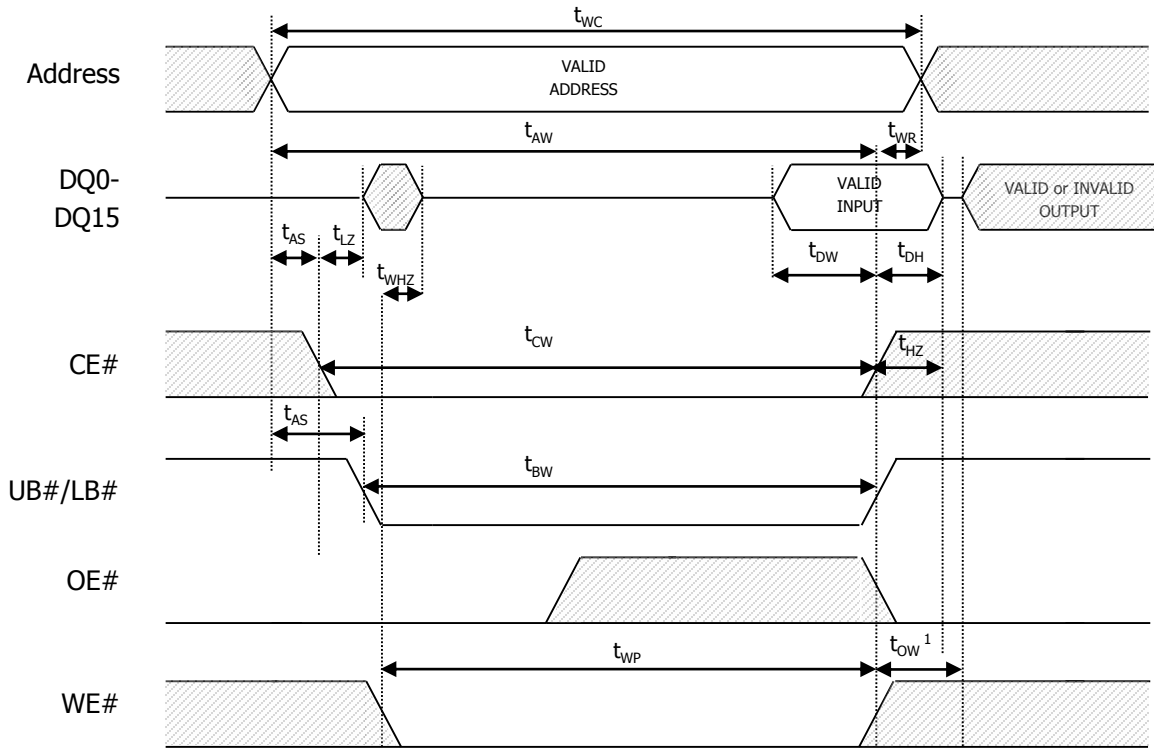 tWC
Address
VALID
ADDRESS
tAW
tWR
DQ0-
DQ15
VALID
INPUT
VALID or INVALID
OUTPUT
tAS
tLZ
tWHZ
tDW
tDH
CE#
tCW
tHZ
tAS
UB#/LB#
tBW
OE#
tWP
tOW 1
WE#